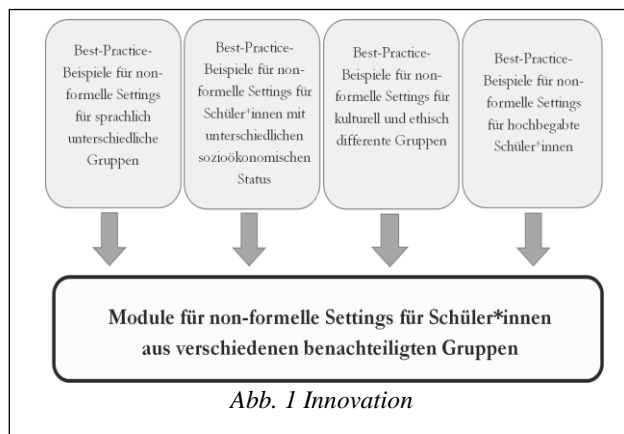 Best-Practice-
Beispiele für non-
formelle Settings
für sprachlich
unterschiedliche
Gruppen
Best-Practice-
Beispiele für non-
formelle Settings für
Schüler*innen mit
unterschiedlichen
sozioökonomischen
Status
Best-Practice-
Beispiele für non-
formelle Settings für
kulturell und ethisch
differente Gruppen
Best-Practice-
Beispiele für non-
formelle Settings
für hochbegabte
Schüler*innen
Module für non-formelle Settings für Schüler*innen
aus verschiedenen benachteiligten Gruppen
Abb. 1 Innovation